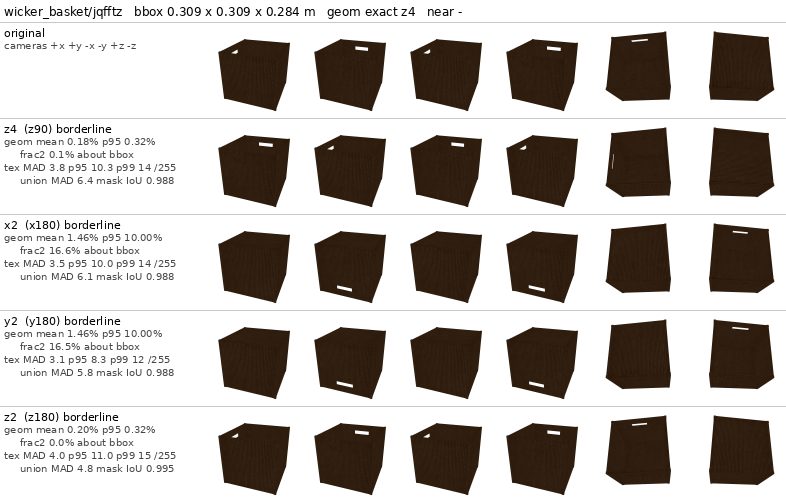 wicker_basket/jqfftz   bbox 0.309 x 0.309 x 0.284 m   geom exact z4   near -
original
cameras +x +y -x -y +z -z
z4  (z90) borderline
geom mean 0.18% p95 0.32%
frac2 0.1% about bbox
tex MAD 3.8 p95 10.3 p99 14 /255
union MAD 6.4 mask IoU 0.988
x2  (x180) borderline
geom mean 1.46% p95 10.00%
frac2 16.6% about bbox
tex MAD 3.5 p95 10.0 p99 14 /255
union MAD 6.1 mask IoU 0.988
y2  (y180) borderline
geom mean 1.46% p95 10.00%
frac2 16.5% about bbox
tex MAD 3.1 p95 8.3 p99 12 /255
union MAD 5.8 mask IoU 0.988
z2  (z180) borderline
geom mean 0.20% p95 0.32%
frac2 0.0% about bbox
tex MAD 4.0 p95 11.0 p99 15 /255
union MAD 4.8 mask IoU 0.995